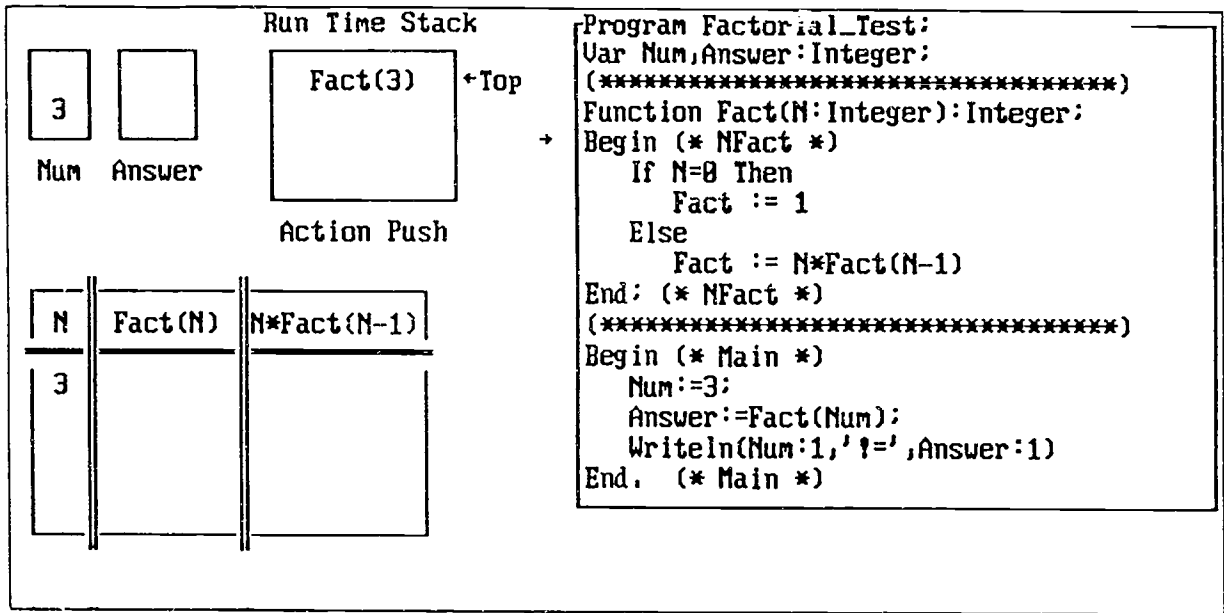 Run Time Stack
Fact(3) ←Top
3
Num Answer
Action Push
N Fact(N) N*Fact(N-1)
3
Program Factorial_Test;
Var Num,Answer:Integer;
(***********************************)
Function Fact(N:Integer):Integer;
→ Begin (* NFact *)
If N=0 Then
Fact := 1
Else
Fact := N*Fact(N-1)
End; (* NFact *)
(***********************************)
Begin (* Main *)
Num:=3;
Answer:=Fact(Num);
Writeln(Num:1,'!=',Answer:1)
End. (* Main *)